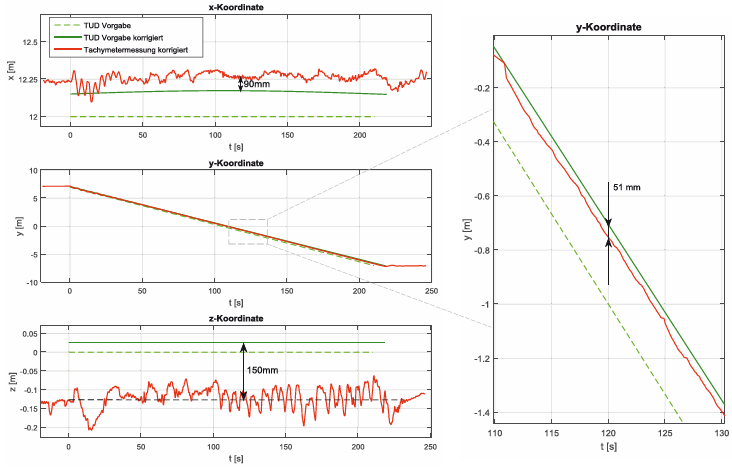 x-Koordinate
TUD Vorgabe
TUD Vorgabe korrigiert
Tachymetermessung korrigiert
x [m]
12.5
12.25
12
90mm
0
50
100
150
200
t [s]
y-Koordinate
y [m]
10
5
0
-5
-10
0
50
100
150
200
250
t [s]
z-Koordinate
z [m]
0
-0.05
-0.1
-0.15
-0.2
150mm
-50
0
50
100
150
200
250
t [s]
y-Koordinate
y [m]
-0.2
-0.4
-0.6
-0.8
-1
-1.2
-1.4
51 mm
110
115
120
125
130
t [s]